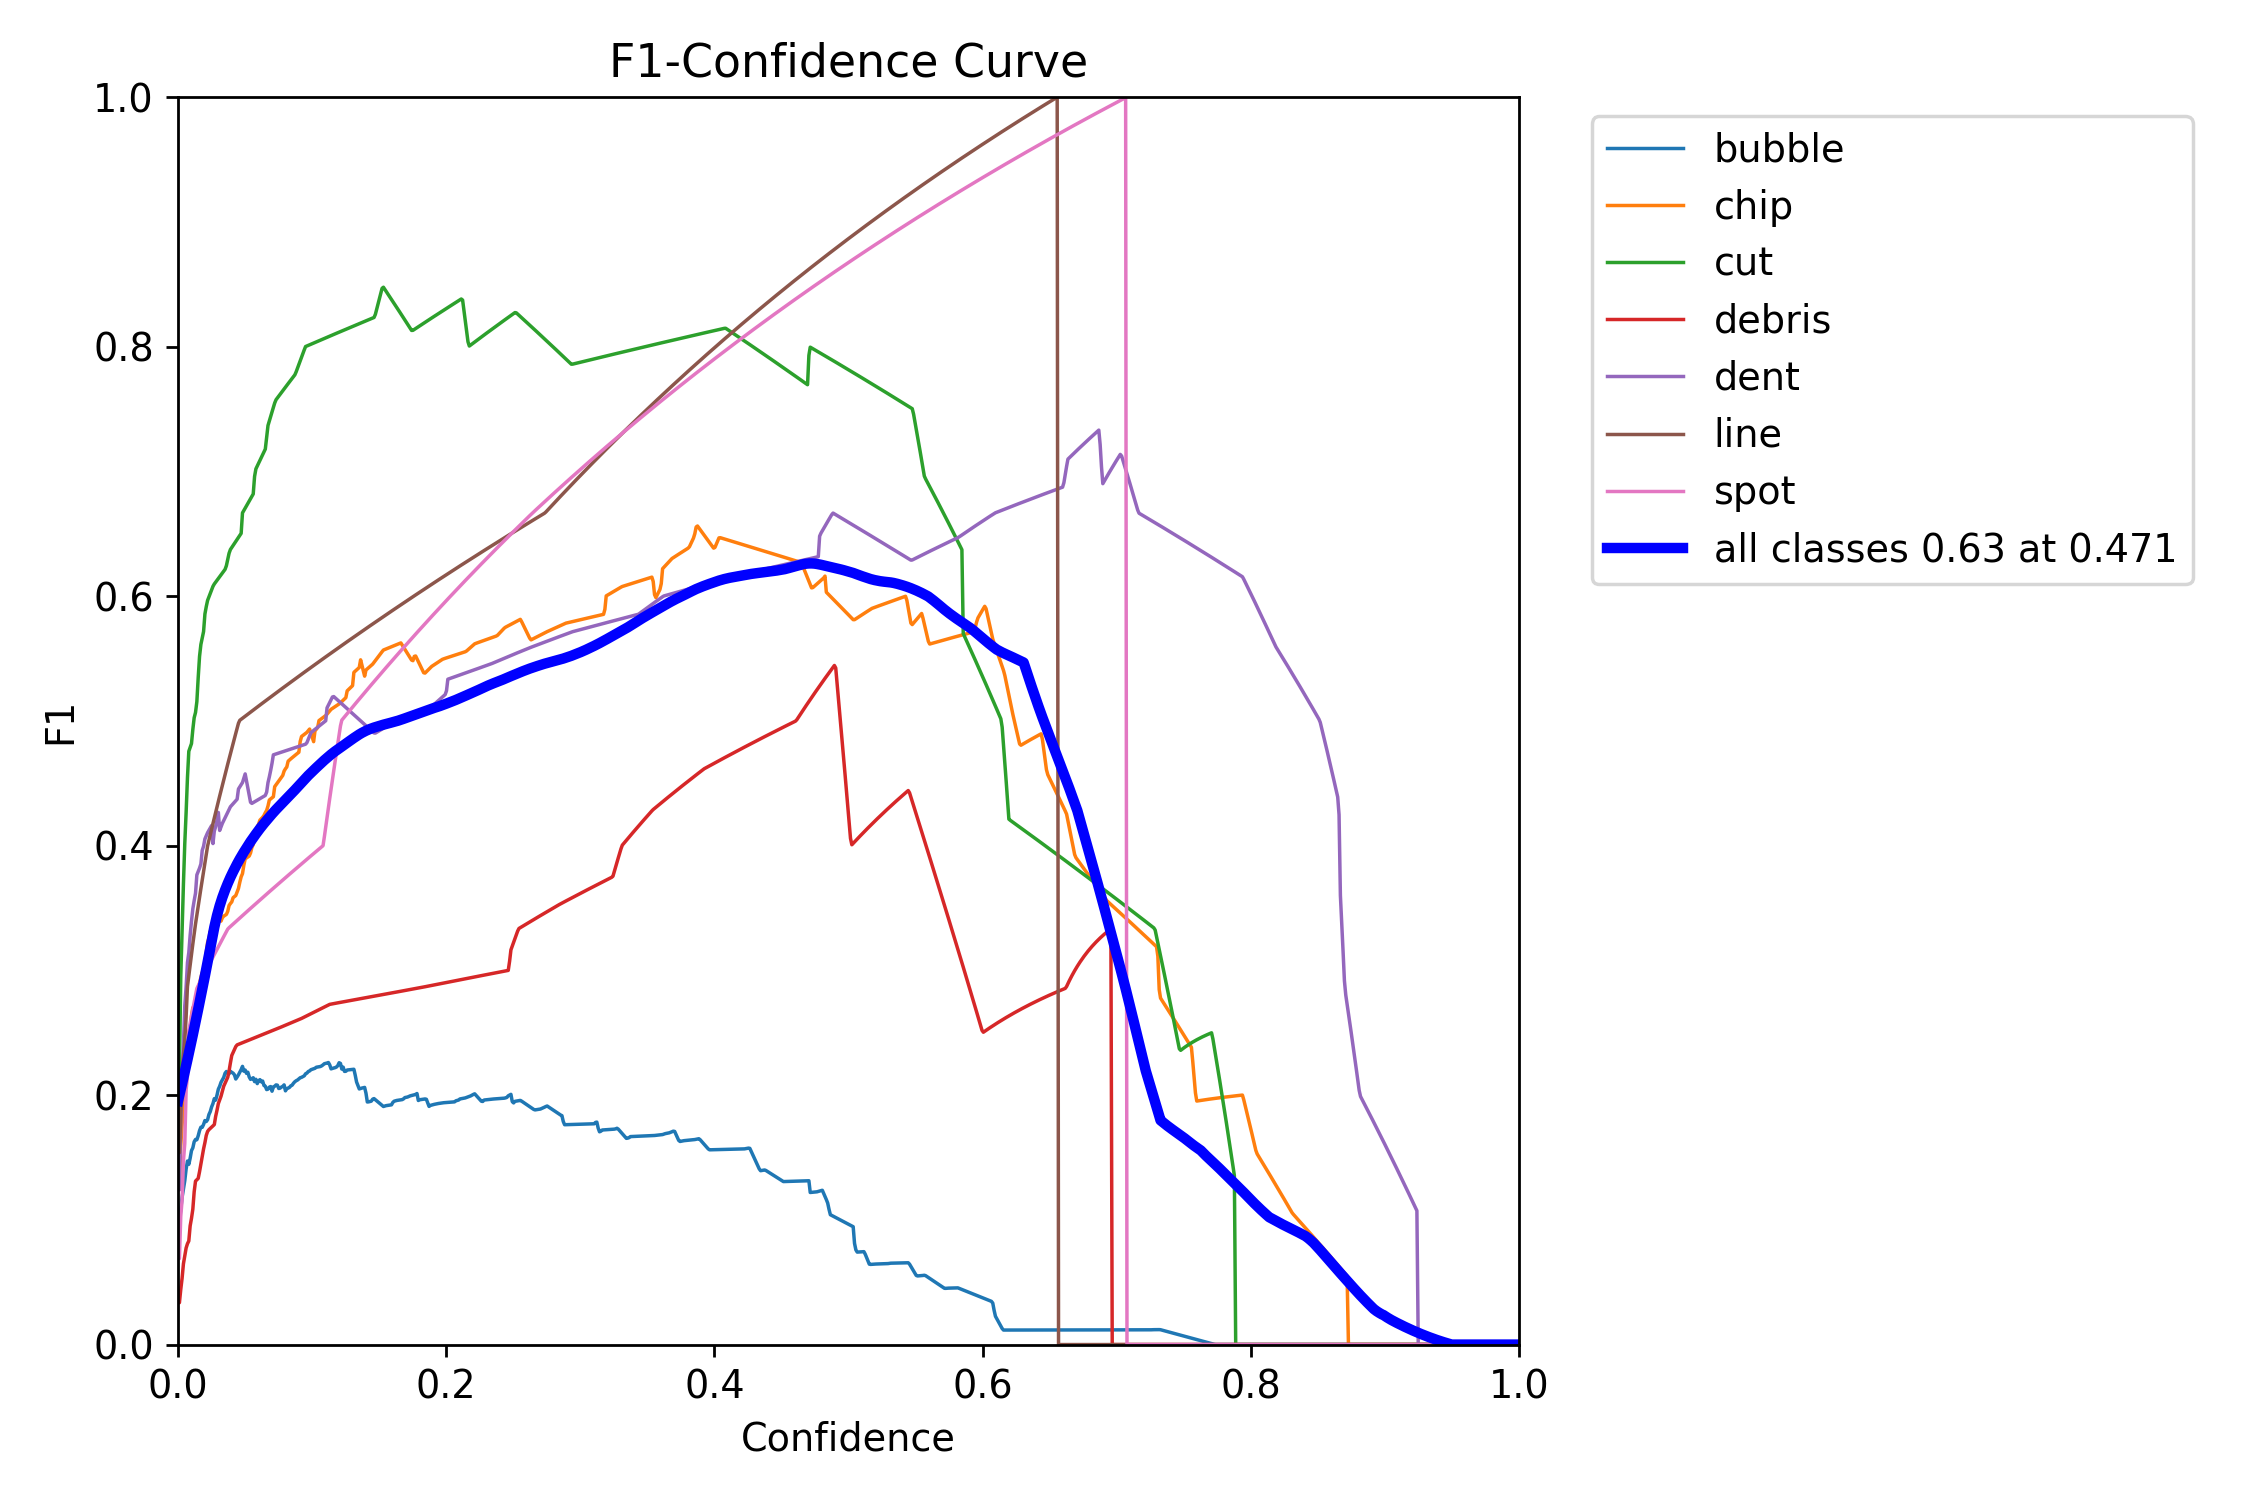 F1-Confidence Curve
1.0
0.8
0.6
0.4
0.2
0.0
F1
0.0 0.2 0.4 0.6 0.8 1.0
Confidence
bubble
chip
cut
debris
dent
line
spot
all classes 0.63 at 0.471